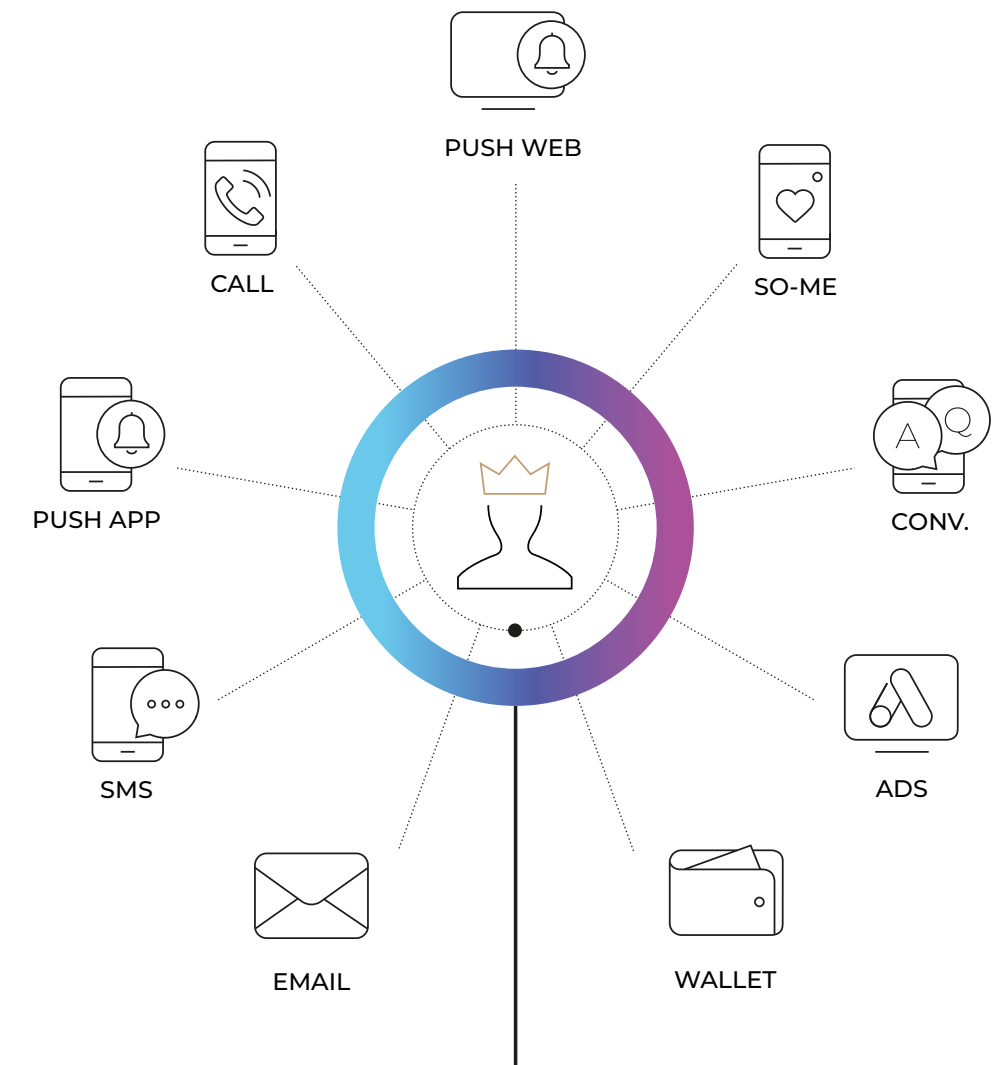 PUSH WEB
CALL
SO-ME
PUSH APP
A
Q
CONV.
SMS
ADS
EMAIL
WALLET